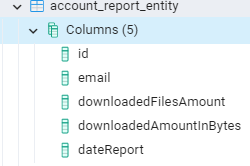 account_report_entity
Columns (5)
id
email
downloadedFilesAmount
downloadedAmountInBytes
dateReport